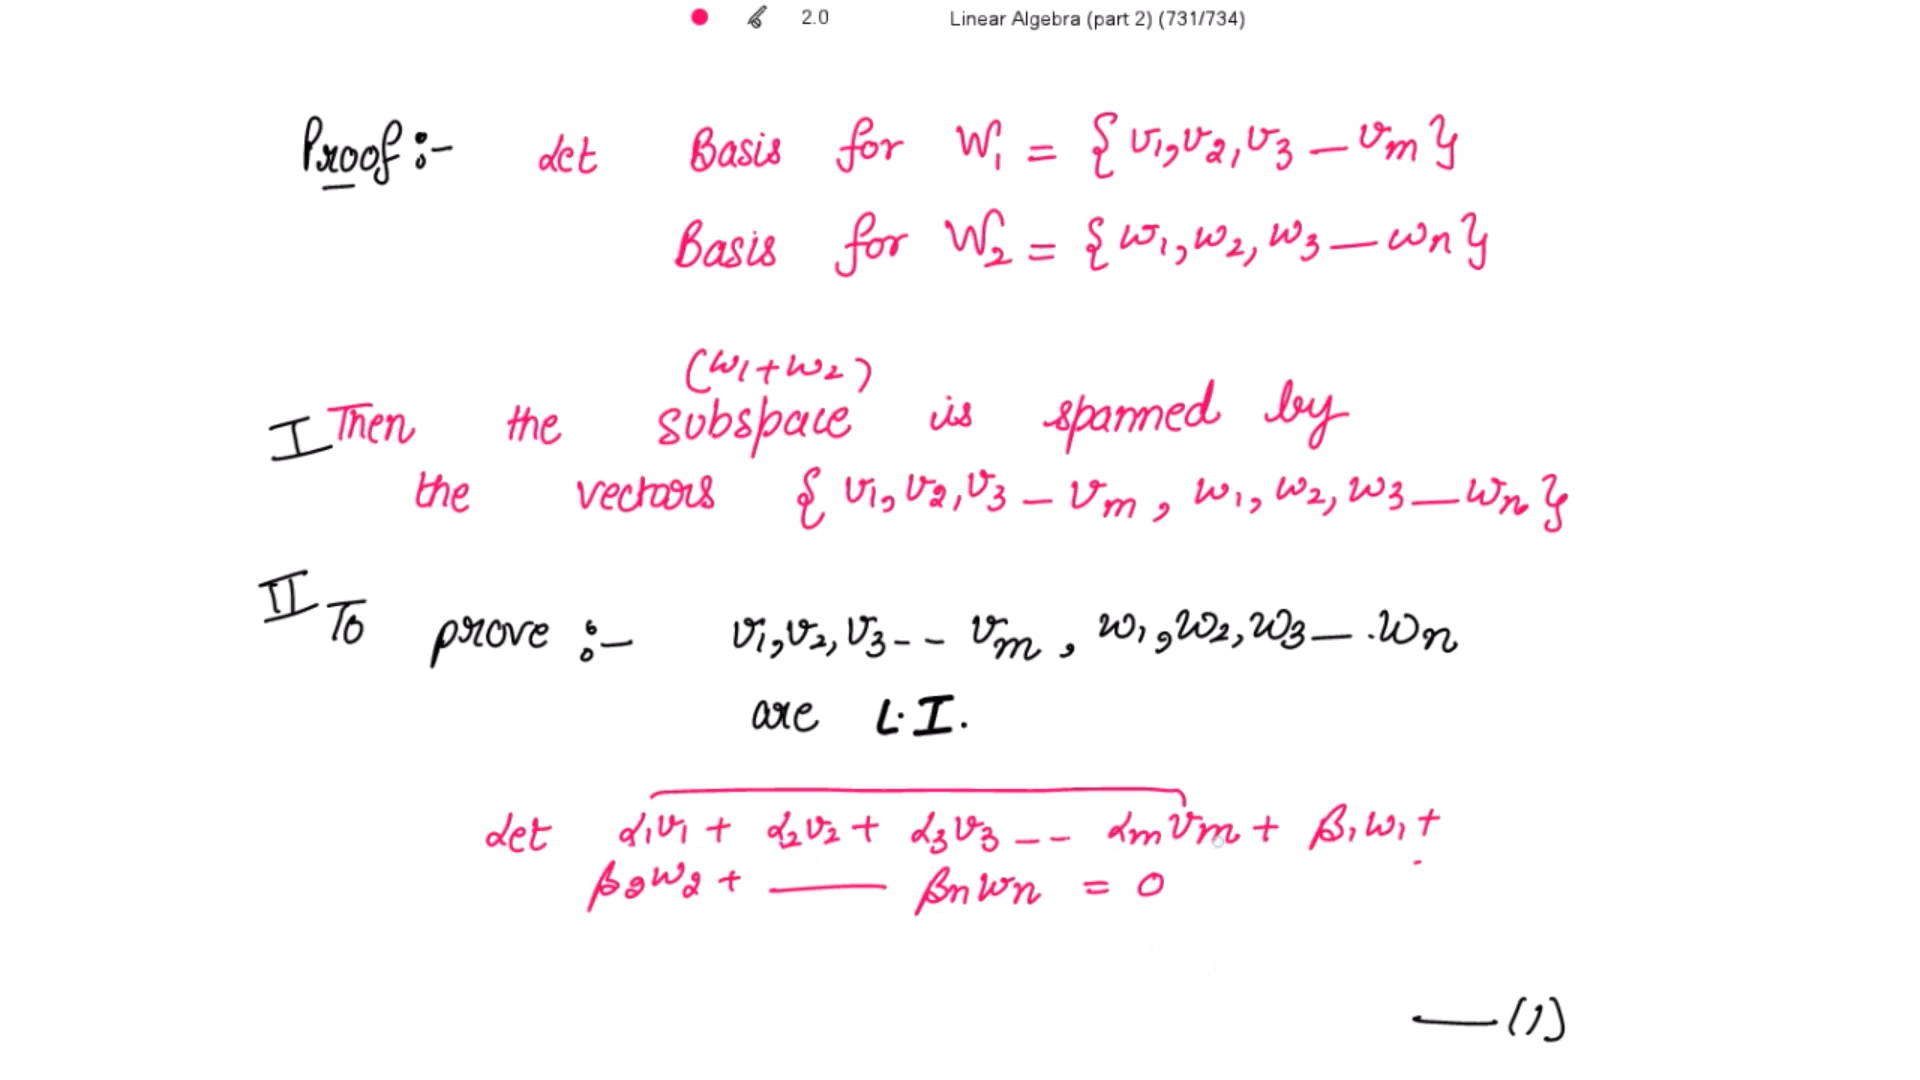 2.0 Linear Algebra (part 2) (731/734)
Proof :- Let Basis for W₁ = { v₁, v₂, v₃ — vm }
Basis for W₂ = { w₁, w₂, w₃ — wn }
(w₁+w₂)
I Then the subspace is spanned by
the vectors { v₁, v₂, v₃ — vm , w₁, w₂, w₃ — wn }
II To prove :- v₁, v₂, v₃ - - vm , w₁, w₂, w₃ — . wn
are L.I.
Let α₁v₁ + α₂v₂ + α₃v₃ - - αmvm + β₁w₁ +
β₂w₂ + — βnwn = 0
— (1)